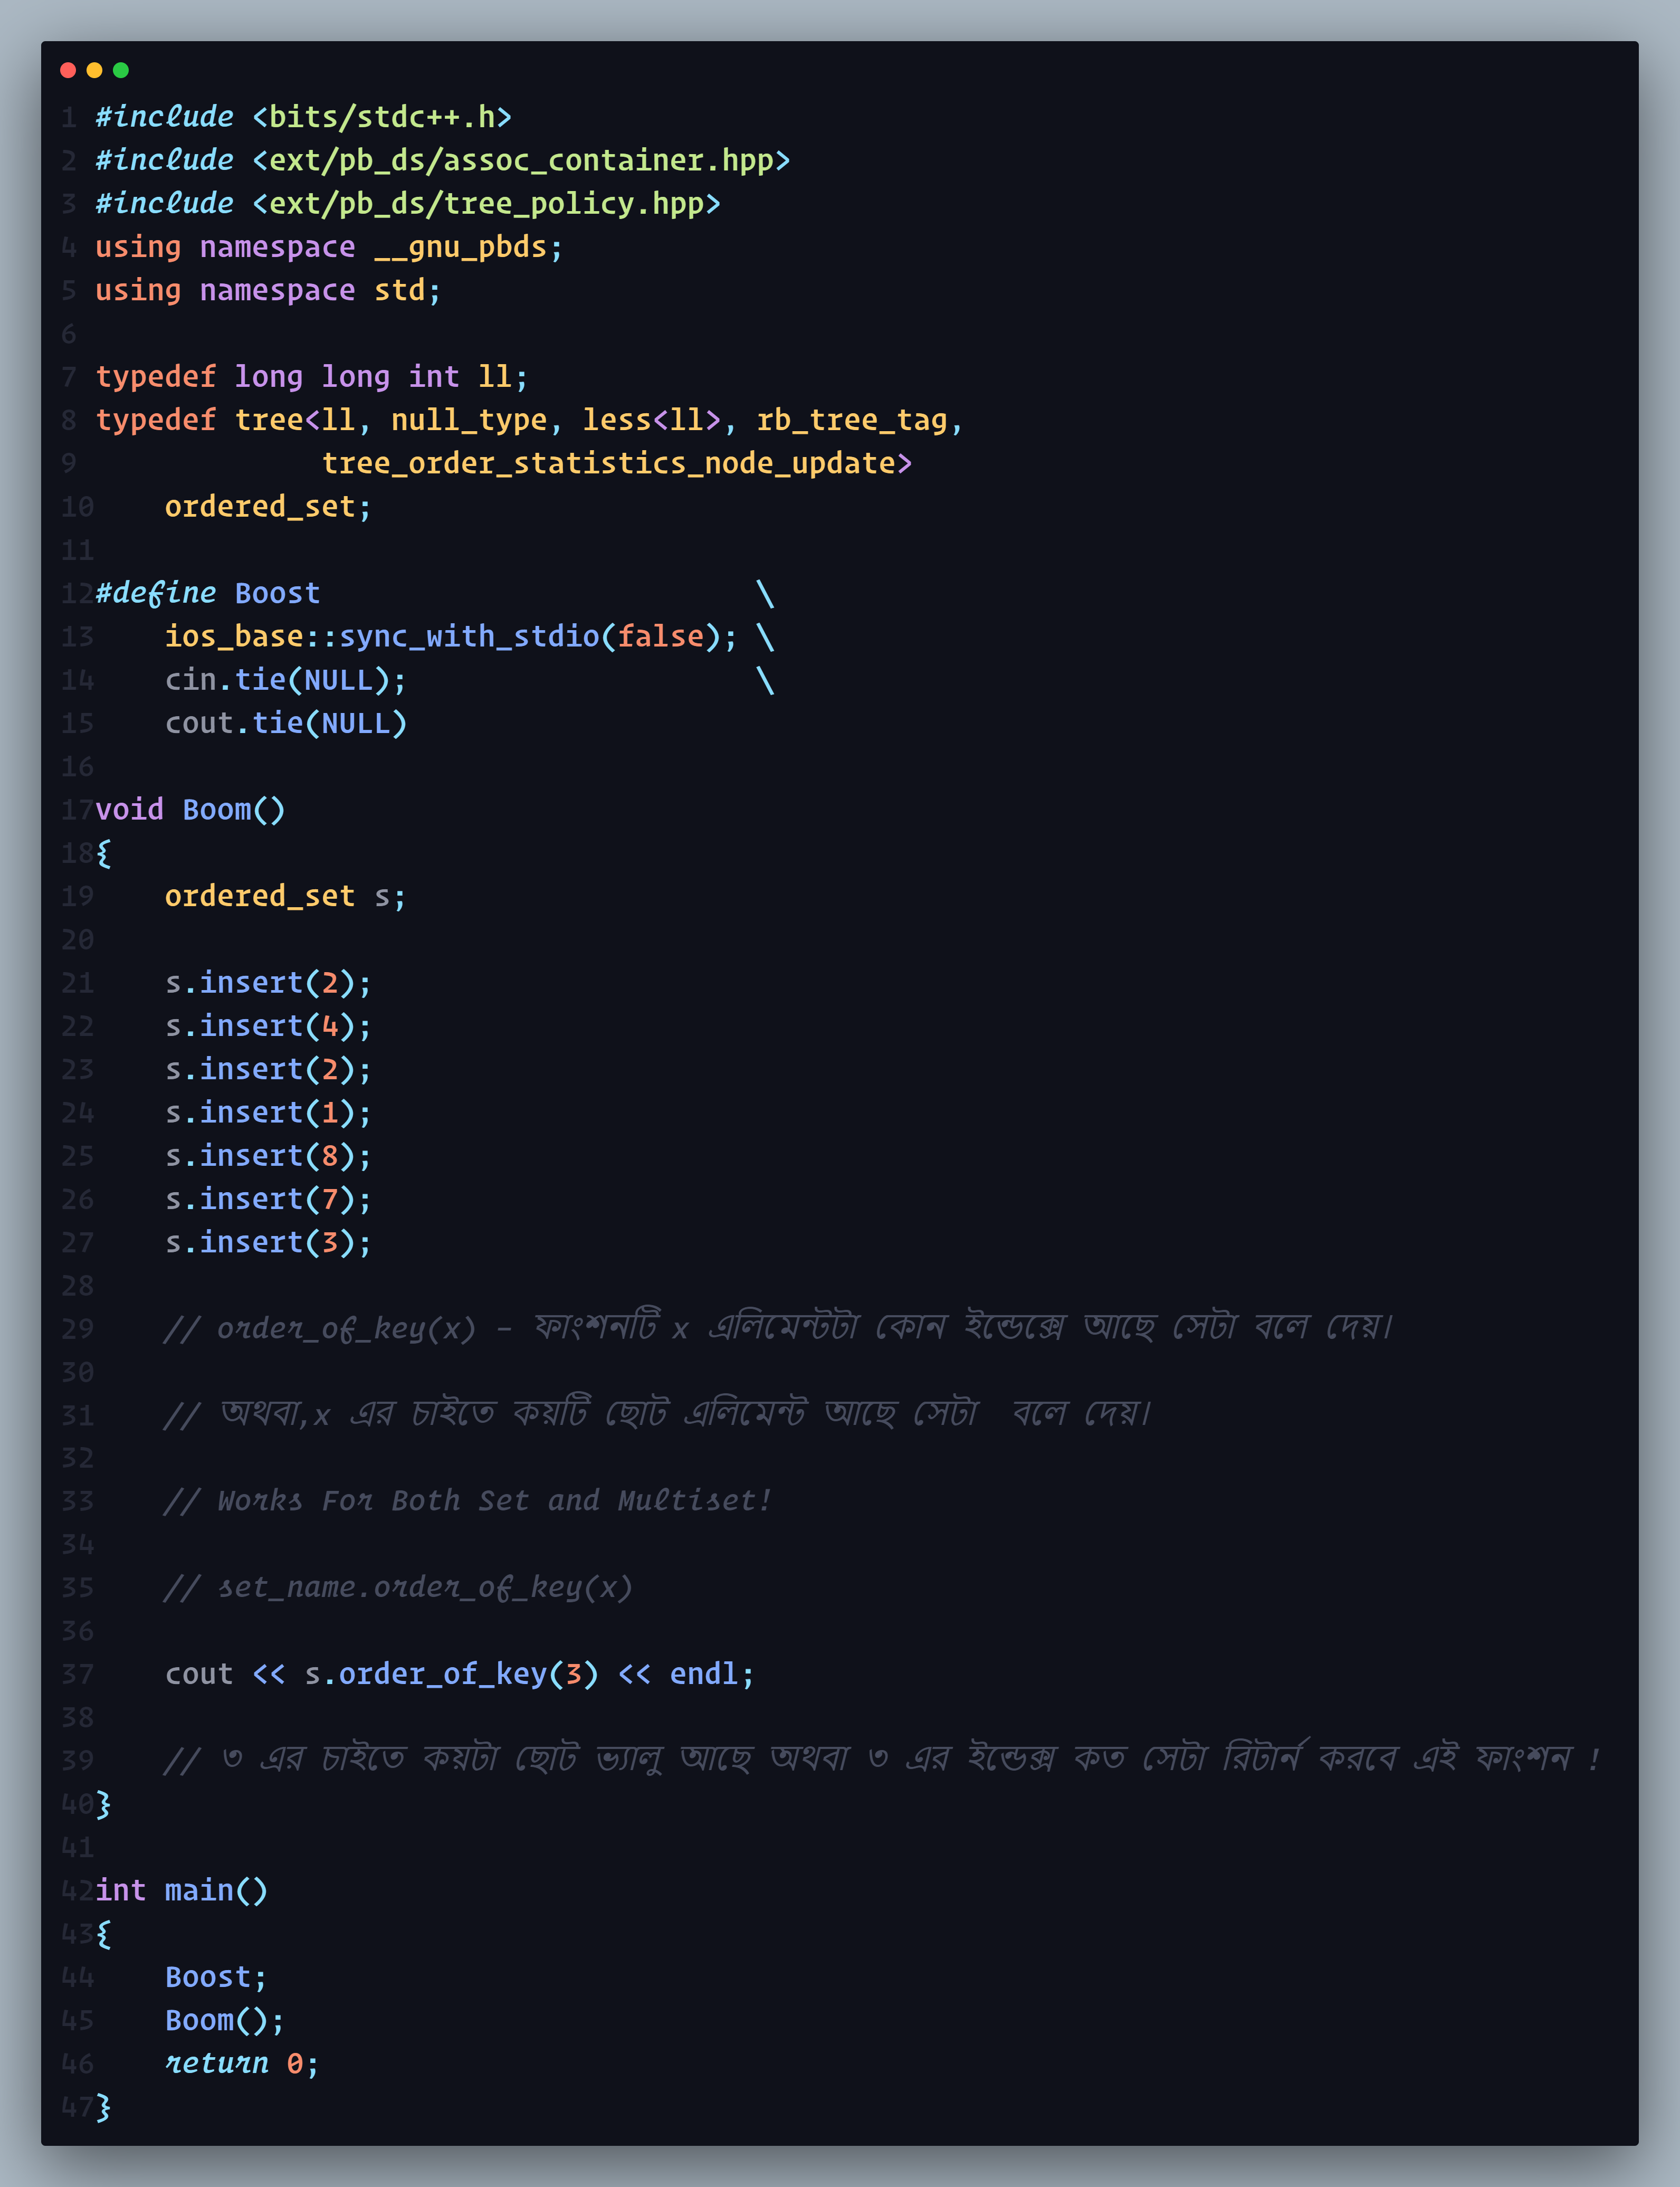 1 #include <bits/stdc++.h>
2 #include <ext/pb_ds/assoc_container.hpp>
3 #include <ext/pb_ds/tree_policy.hpp>
4 using namespace __gnu_pbds;
5 using namespace std;
6
7 typedef long long int ll;
8 typedef tree<ll, null_type, less<ll>, rb_tree_tag,
9              tree_order_statistics_node_update>
10     ordered_set;
11
12 #define Boost                         \
13     ios_base::sync_with_stdio(false); \
14     cin.tie(NULL);                    \
15     cout.tie(NULL)
16
17 void Boom()
18 {
19     ordered_set s;
20
21     s.insert(2);
22     s.insert(4);
23     s.insert(2);
24     s.insert(1);
25     s.insert(8);
26     s.insert(7);
27     s.insert(3);
28
29     // order_of_key(x) – ফাংশনটি x এলিমেন্টটা কোন ইন্ডেক্সে আছে সেটা বলে দেয়।
30
31     // অথবা,x এর চাইতে কয়টি ছোট এলিমেন্ট আছে সেটা  বলে দেয়।
32
33     // Works For Both Set and Multiset!
34
35     // set_name.order_of_key(x)
36
37     cout << s.order_of_key(3) << endl;
38
39     // ৩ এর চাইতে কয়টা ছোট ভ্যালু আছে অথবা ৩ এর ইন্ডেক্স কত সেটা রিটার্ন করবে এই ফাংশন !
40 }
41
42 int main()
43 {
44     Boost;
45     Boom();
46     return 0;
47 }